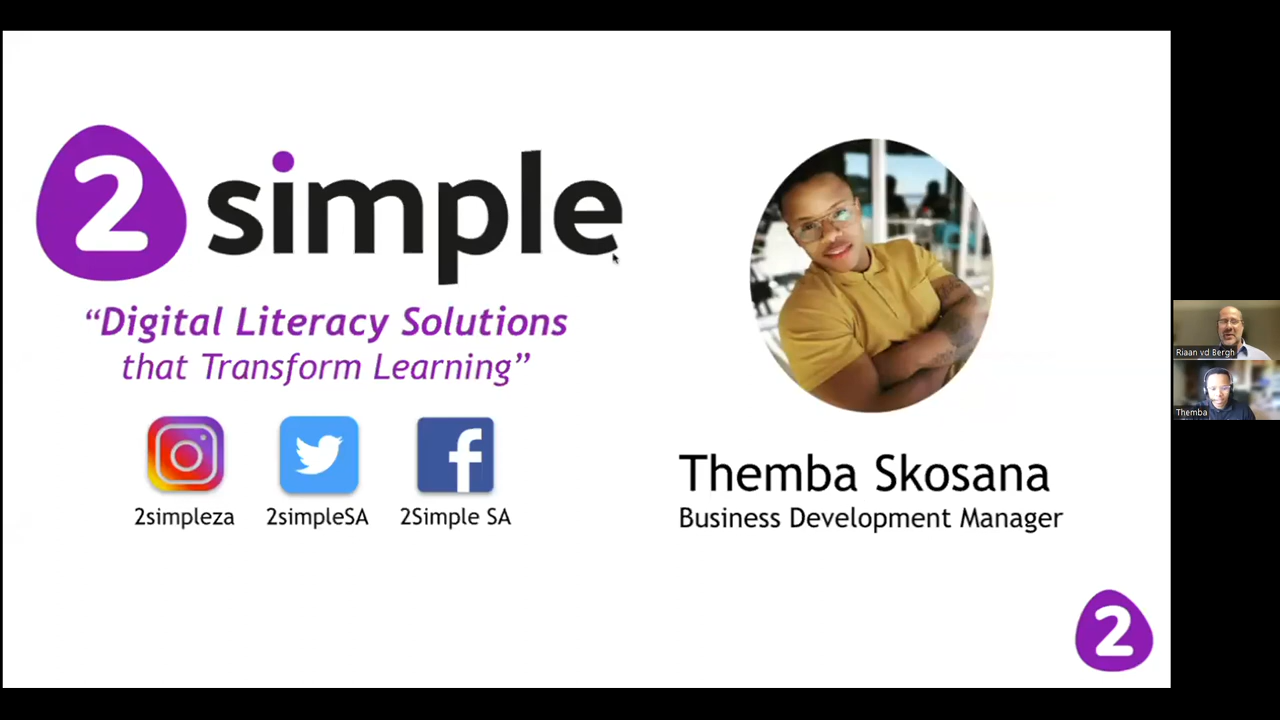 2simple
“Digital Literacy Solutions
that Transform Learning”
2simpleza
2simpleSA
2Simple SA
Themba Skosana
Business Development Manager
2
Riaan vd Bergh
Themba